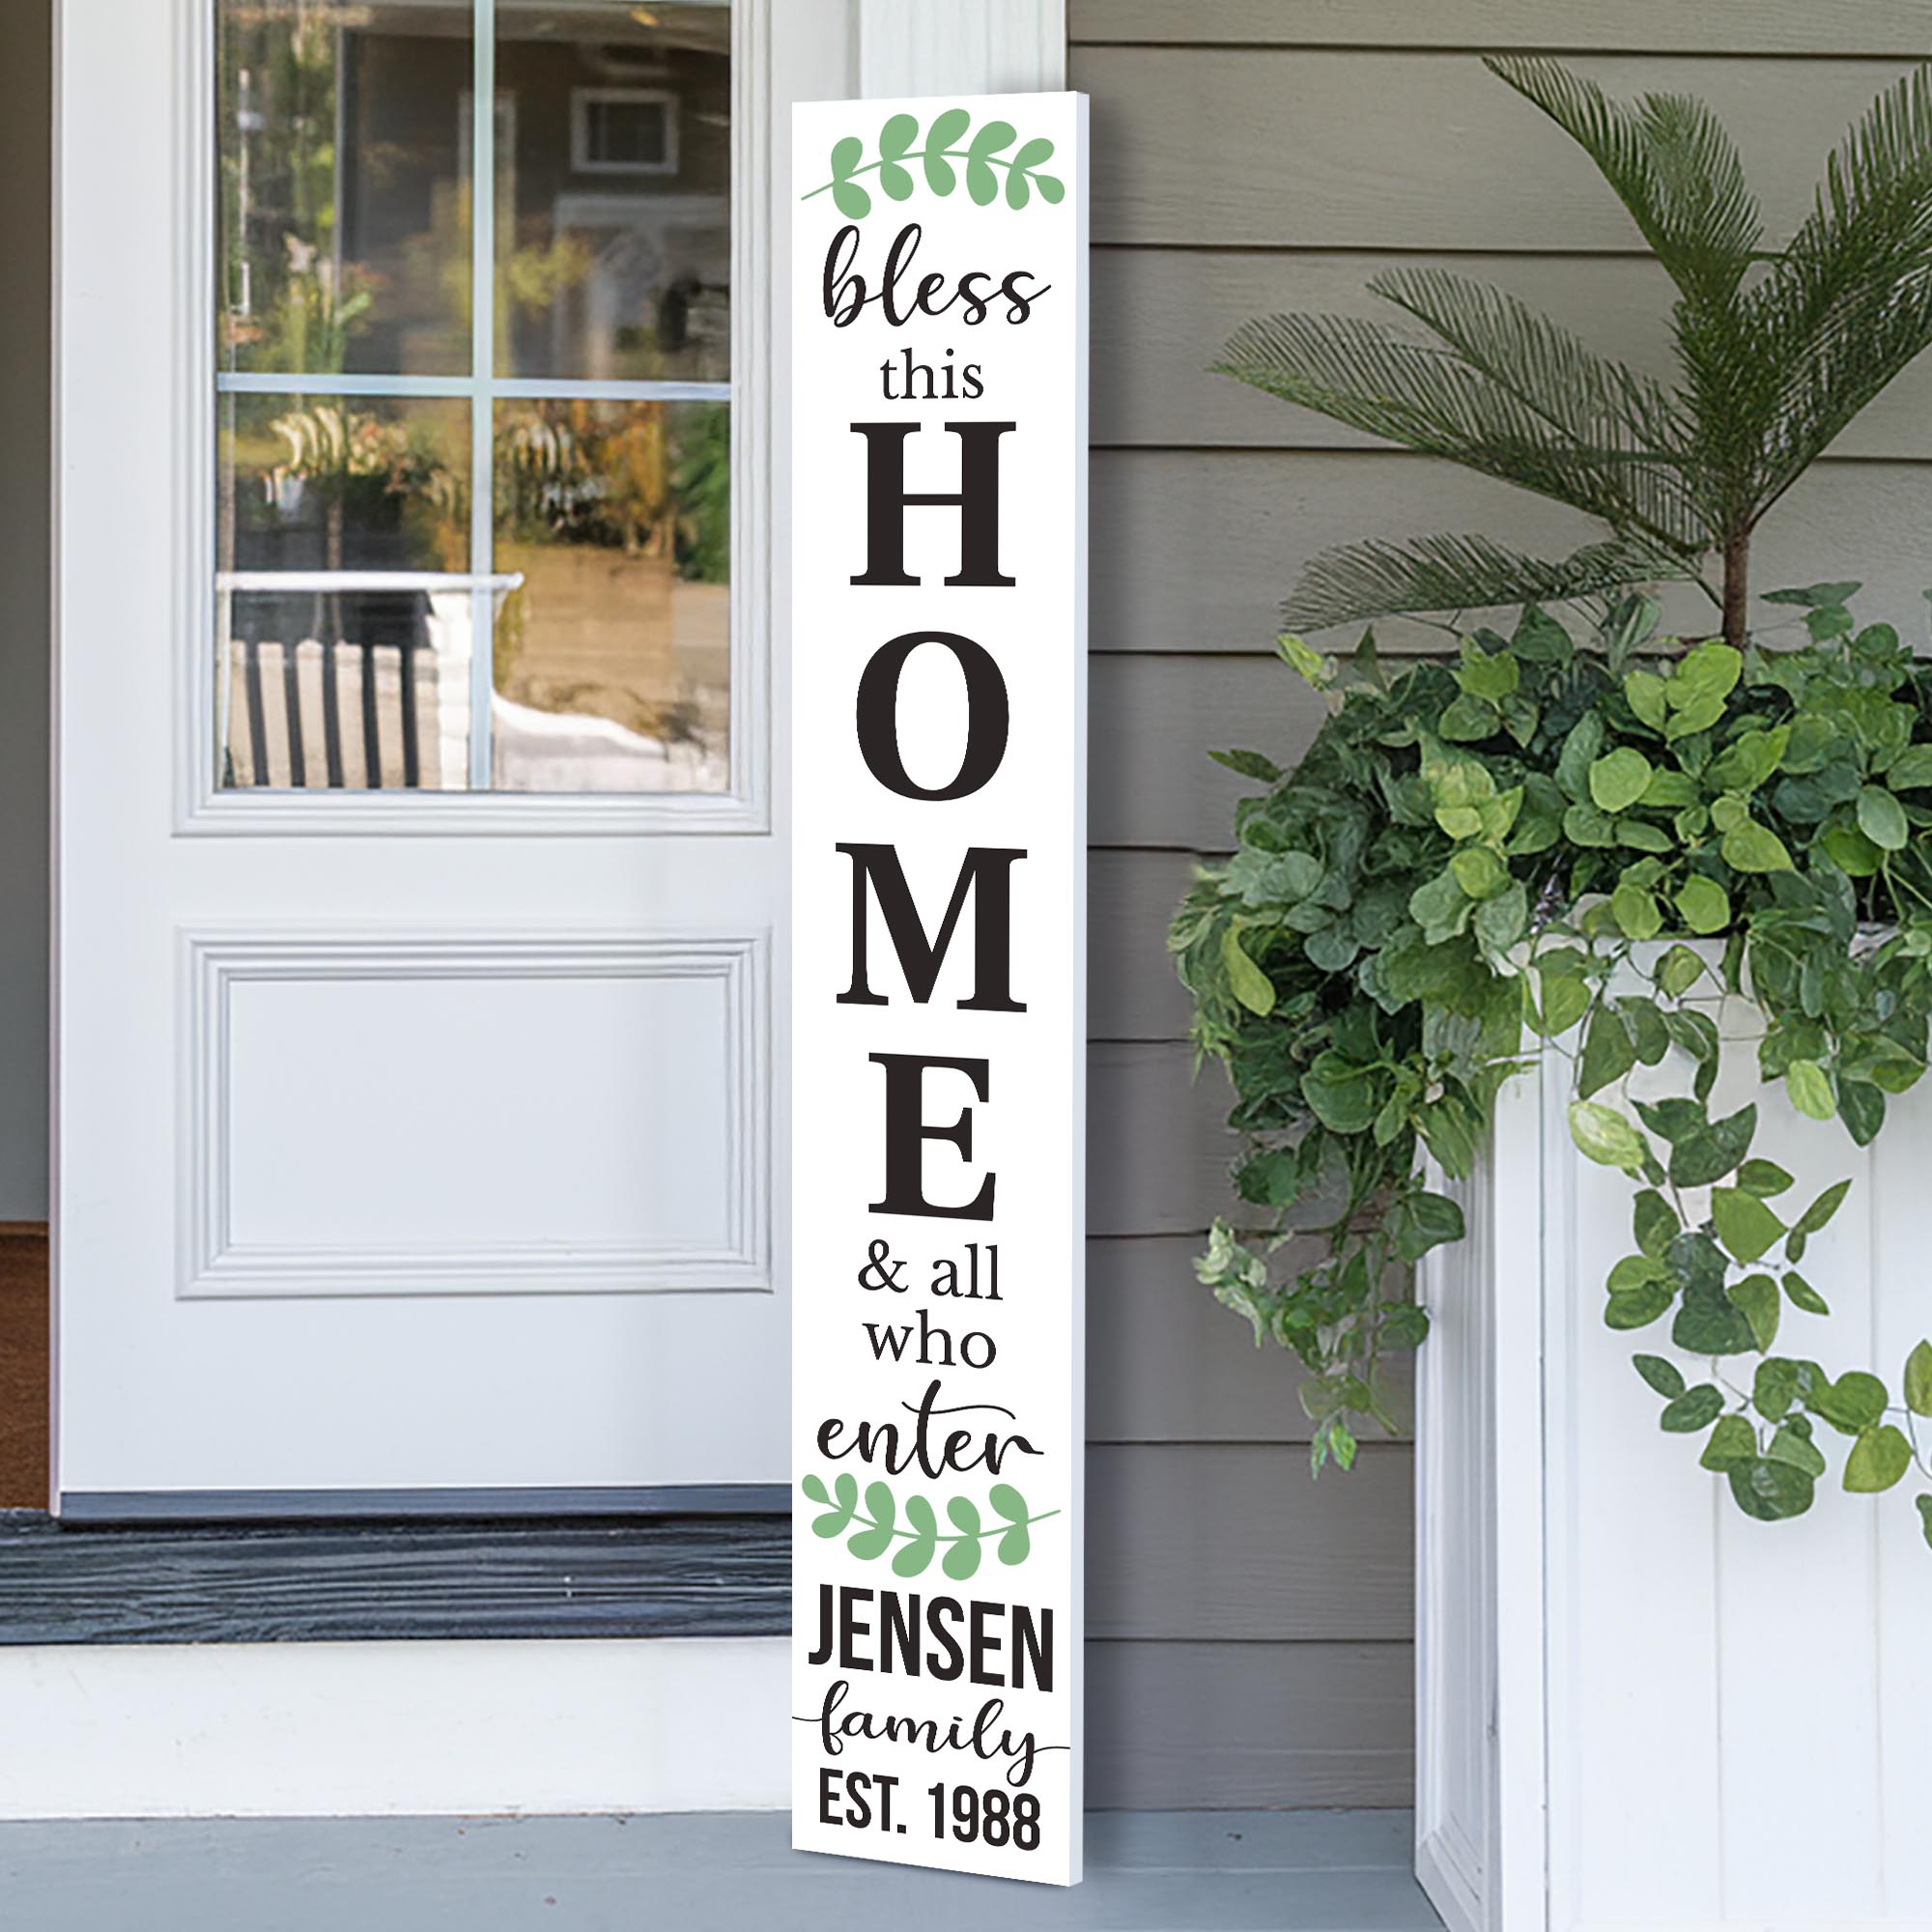 bless
this
H
O
M
E
& all
who
enter
JENSEN
family
EST. 1988